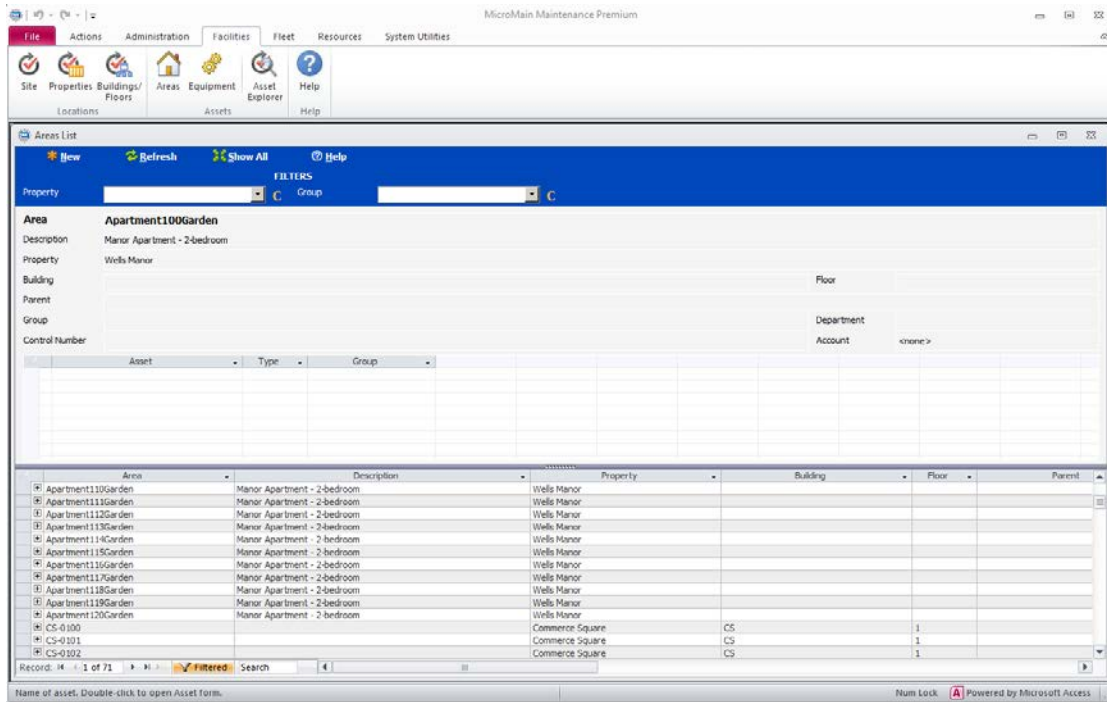 MicroMain Maintenance Premium
File Actions Administration Facilities Fleet Resources System Utilities
Site Properties Buildings/ Floors Areas Equipment Asset Explorer Help
Locations Assets Help
Areas List
New Refresh Show All Help
FILTERS
Property C Group C
Area Apartment100Garden
Description Manor Apartment - 2-bedroom
Property Wells Manor
Building Floor
Parent
Group Department
Control Number Account <none>
Asset Type Group
Area Description Property Building Floor Parent
Apartment110Garden Manor Apartment - 2-bedroom Wells Manor
Apartment111Garden Manor Apartment - 2-bedroom Wells Manor
Apartment112Garden Manor Apartment - 2-bedroom Wells Manor
Apartment113Garden Manor Apartment - 2-bedroom Wells Manor
Apartment114Garden Manor Apartment - 2-bedroom Wells Manor
Apartment115Garden Manor Apartment - 2-bedroom Wells Manor
Apartment116Garden Manor Apartment - 2-bedroom Wells Manor
Apartment117Garden Manor Apartment - 2-bedroom Wells Manor
Apartment118Garden Manor Apartment - 2-bedroom Wells Manor
Apartment119Garden Manor Apartment - 2-bedroom Wells Manor
Apartment120Garden Manor Apartment - 2-bedroom Wells Manor
CS-0100 Commerce Square CS 1
CS-0101 Commerce Square CS 1
CS-0102 Commerce Square CS 1
Record: 1 of 71 Filtered Search
Name of asset. Double-click to open Asset form. Num Lock A Powered by Microsoft Access